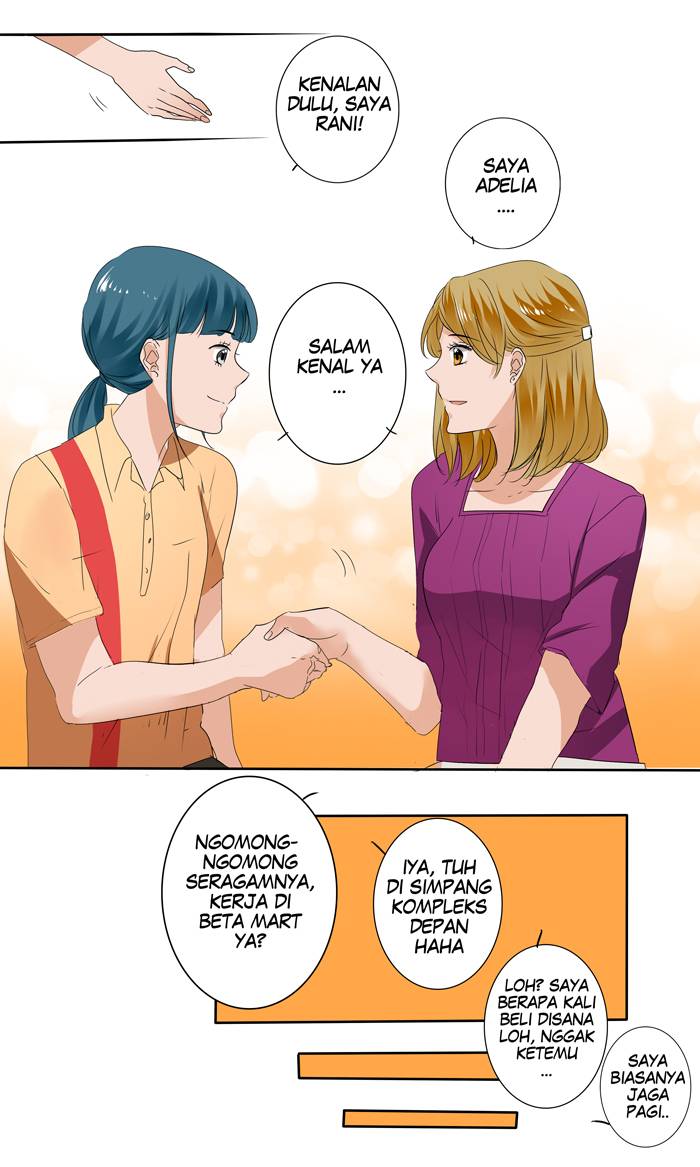 KENALAN
DULU, SAYA
RANI!
SAYA
ADELIA
....
SALAM
KENAL YA
...
NGOMONG-
NGOMONG
SERAGAMNYA,
KERJA DI
BETA MART
YA?
IYA, TUH
DI SIMPANG
KOMPLEKS
DEPAN
HAHA
LOH? SAYA
BERAPA KALI
BELI DISANA
LOH, NGGAK
KETEMU
...
SAYA
BIASANYA
JAGA
PAGI..